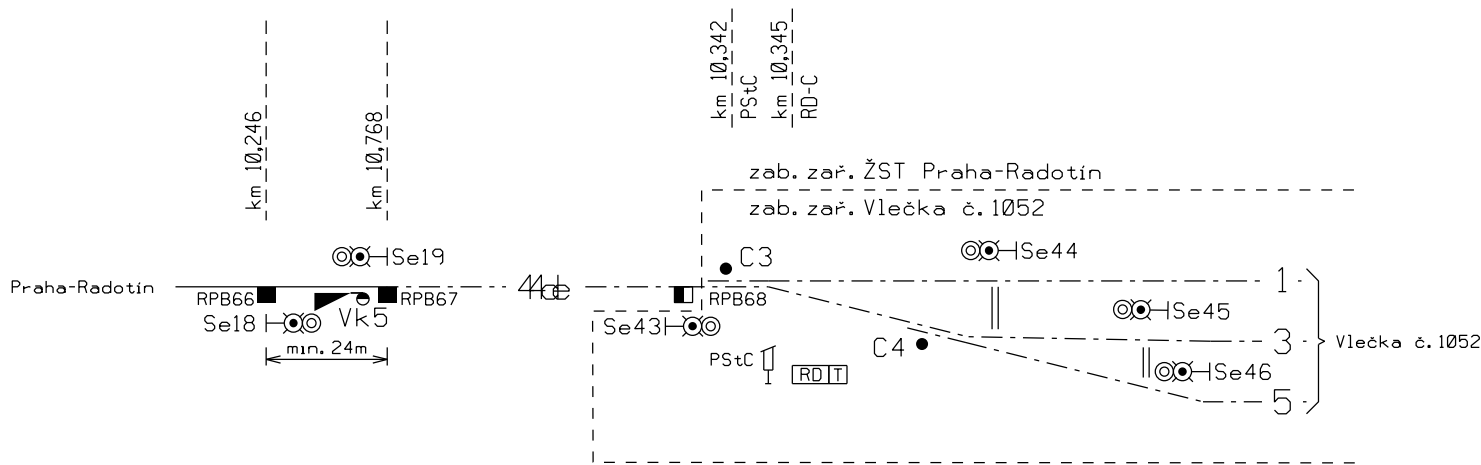 km 10,246
km 10,768
km 10,342
PStC
km 10,345
RD-C
zab. zař. ŽST Praha-Radotín
zab. zař. Vlečka č. 1052
Se19
C3
Se44
Praha-Radotín
RPB66
RPB67
RPB68
1
Se18
Vk5
Se43
Se45
min. 24m
C4
3
Vlečka č. 1052
PStC
RD T
Se46
5